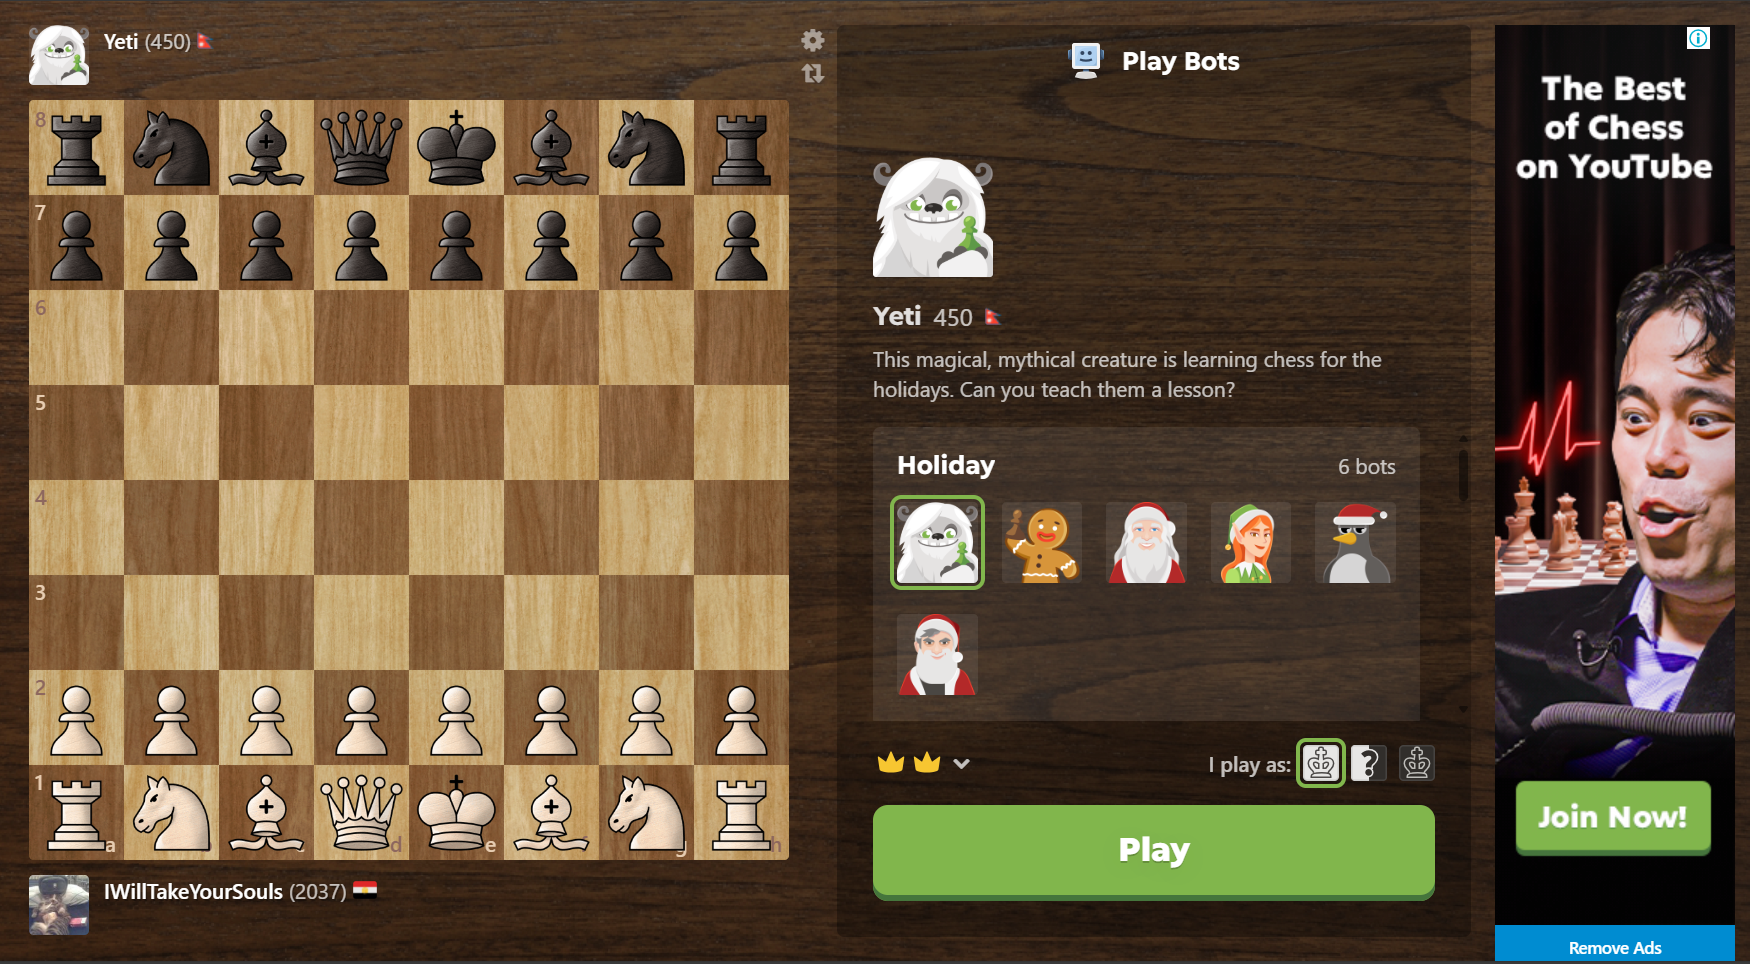 Yeti (450)
8
7
6
5
4
3
2
1
a
c
d
e
g
h
IWillTakeYourSouls (2037)
Play Bots
Yeti 450
This magical, mythical creature is learning chess for the
holidays. Can you teach them a lesson?
Holiday 6 bots
I play as: ?
Play
The Best
of Chess
on YouTube
Join Now!
Remove Ads